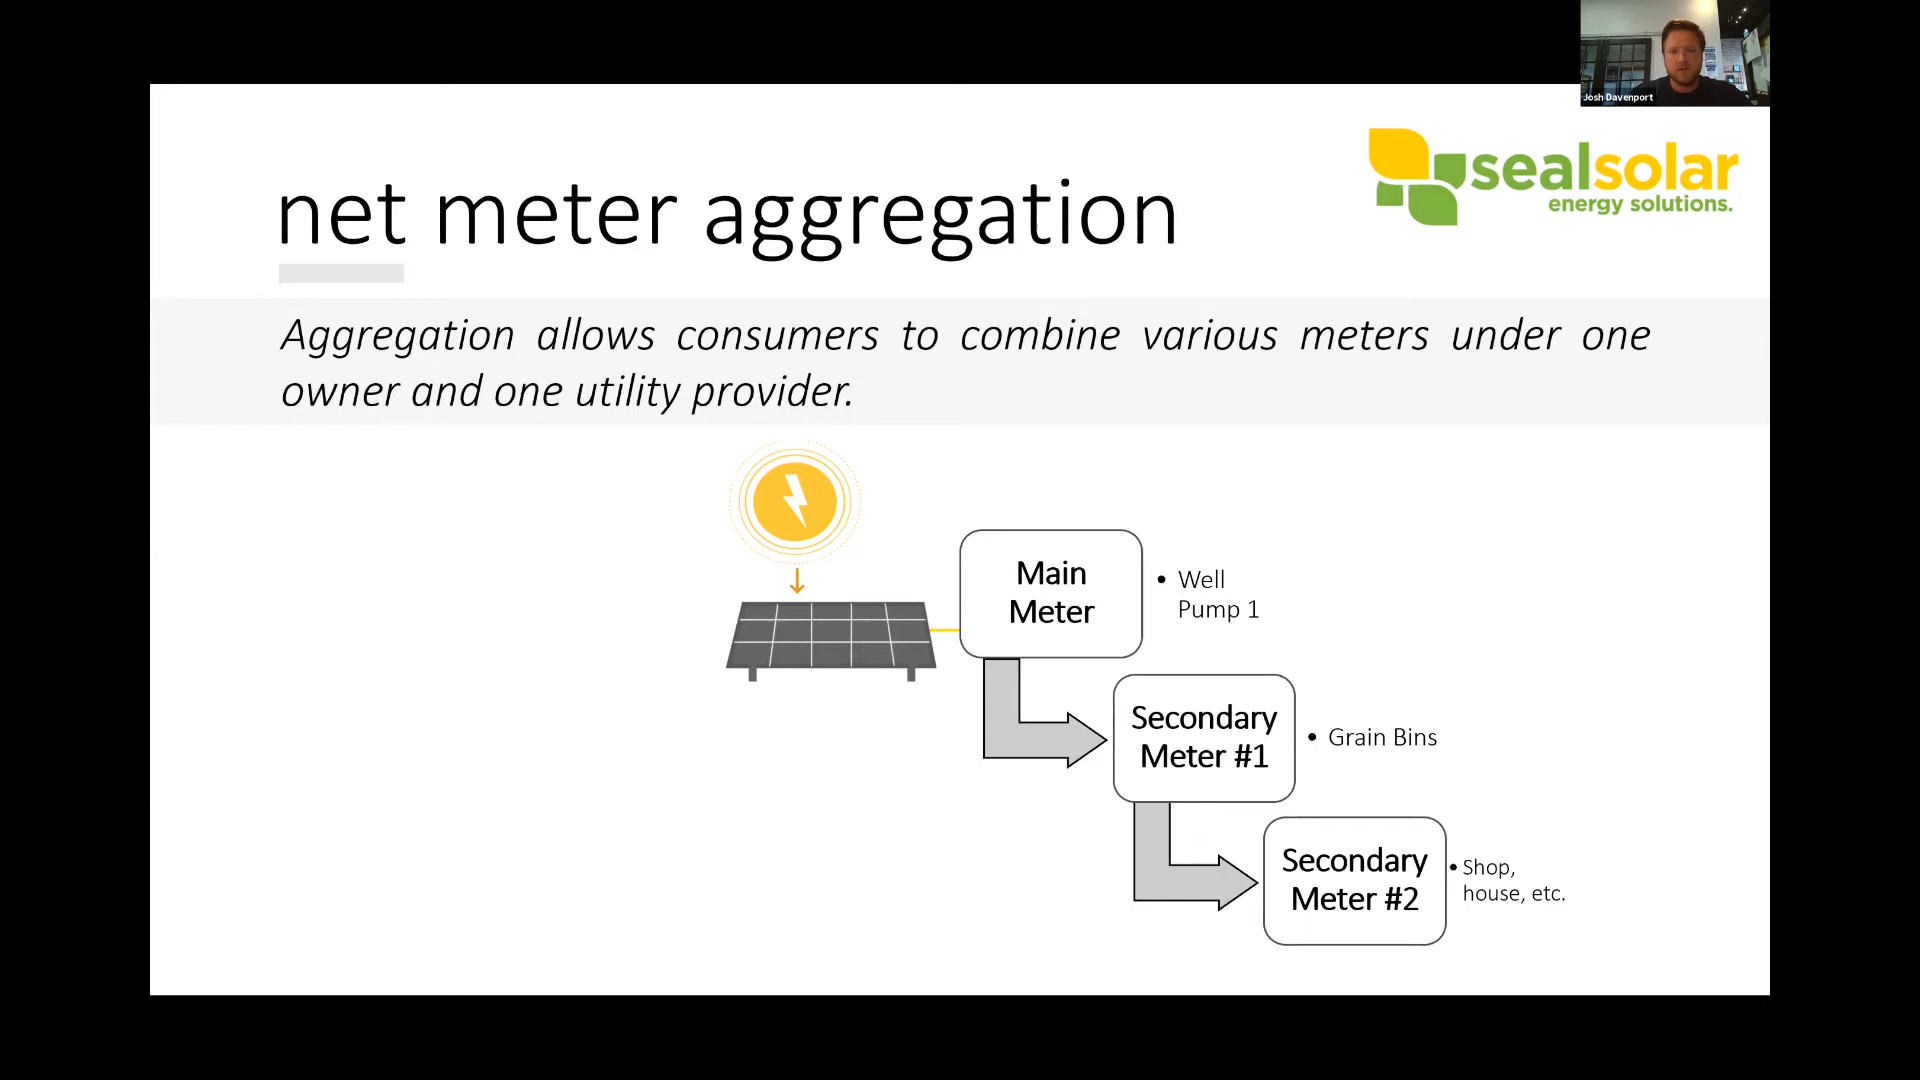 Josh Davenport
sealsolar
energy solutions.
net meter aggregation
Aggregation allows consumers to combine various meters under one
owner and one utility provider.
Main
Meter
• Well
Pump 1
Secondary
Meter #1
• Grain Bins
Secondary
Meter #2
• Shop,
house, etc.